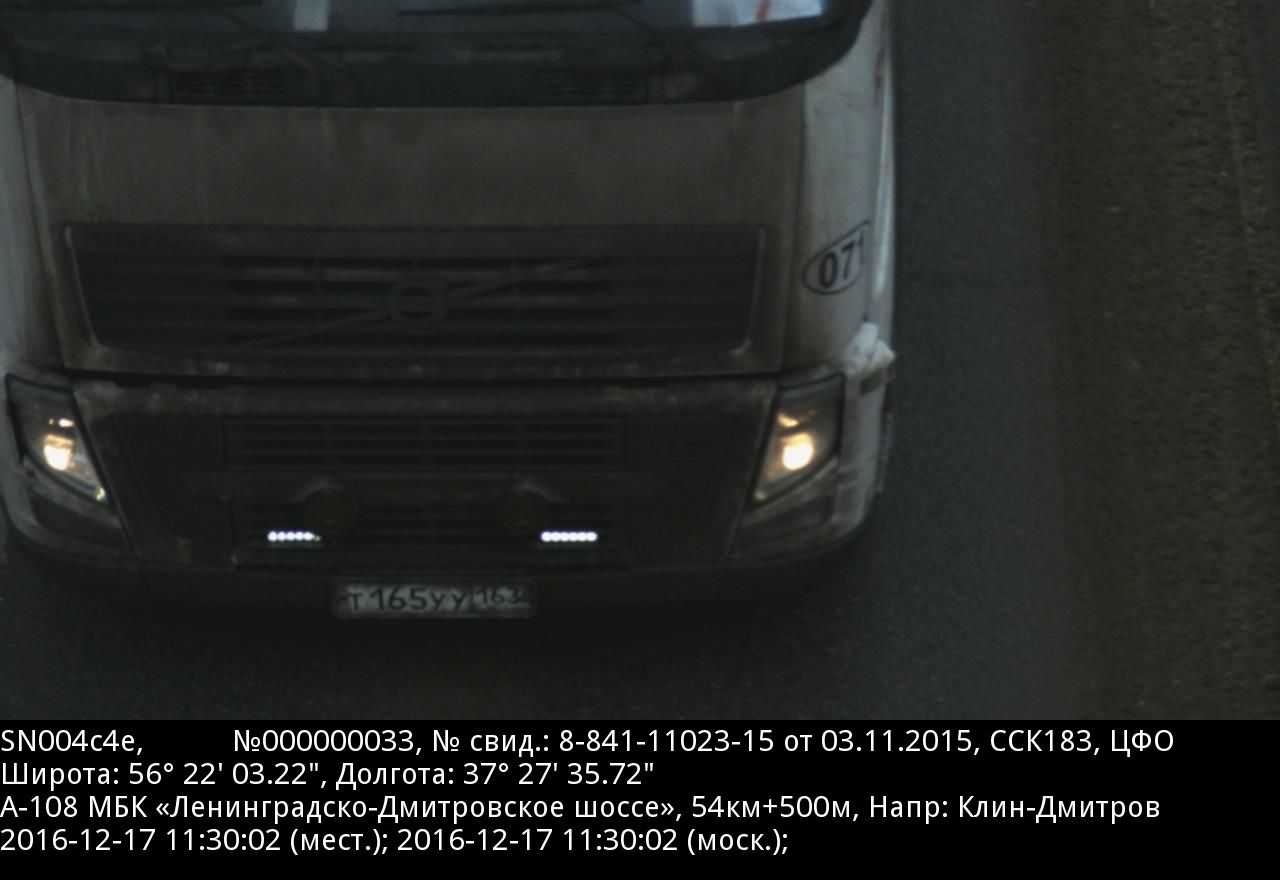 071
Т165УУ 163
SN004c4e, №000000033, № свид.: 8-841-11023-15 от 03.11.2015, ССК183, ЦФО
Широта: 56° 22' 03.22", Долгота: 37° 27' 35.72"
А-108 МБК «Ленинградско-Дмитровское шоссе», 54км+500м, Напр: Клин-Дмитров
2016-12-17 11:30:02 (мест.); 2016-12-17 11:30:02 (моск.);